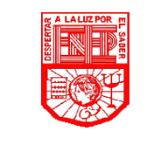 DESPERTAR
A LA LUZ POR
EL SABER
ENP